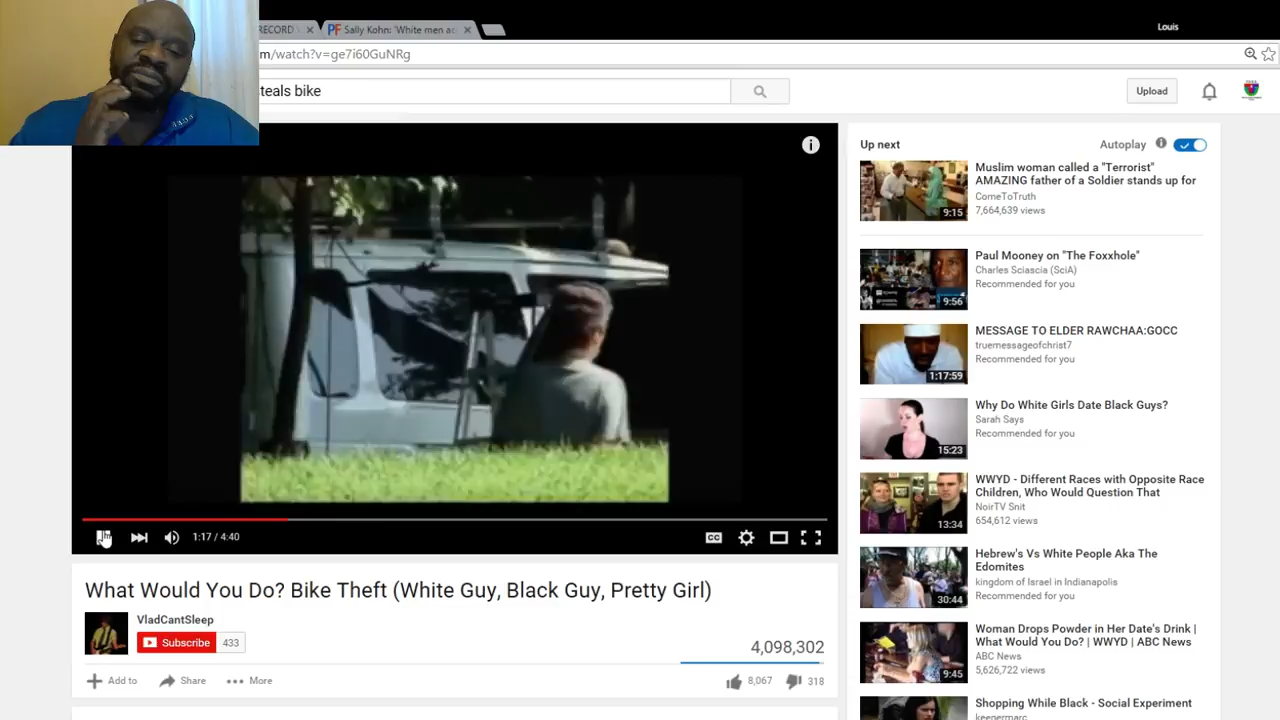 RECORD
Sally Kohn: 'White men ac
Louis
m/watch?v=ge7i60GuNRg
teals bike
Upload
1:17 / 4:40
CC
What Would You Do? Bike Theft (White Guy, Black Guy, Pretty Girl)
VladCantSleep
Subscribe
433
4,098,302
Add to
Share
More
8,067
318
Up next
Autoplay
Muslim woman called a "Terrorist"
AMAZING father of a Soldier stands up for
ComeToTruth
7,664,639 views
9:15
Paul Mooney on "The Foxxhole"
Charles Sciascia (SciA)
Recommended for you
9:56
MESSAGE TO ELDER RAWCHAA:GOCC
truemessageofchrist7
Recommended for you
1:17:59
Why Do White Girls Date Black Guys?
Sarah Says
Recommended for you
15:23
WWYD - Different Races with Opposite Race
Children, Who Would Question That
NoirTV Snit
654,612 views
13:34
Hebrew's Vs White People Aka The
Edomites
kingdom of Israel in Indianapolis
Recommended for you
30:44
Woman Drops Powder in Her Date's Drink |
What Would You Do? | WWYD | ABC News
ABC News
5,626,722 views
9:45
Shopping While Black - Social Experiment
keenermarc